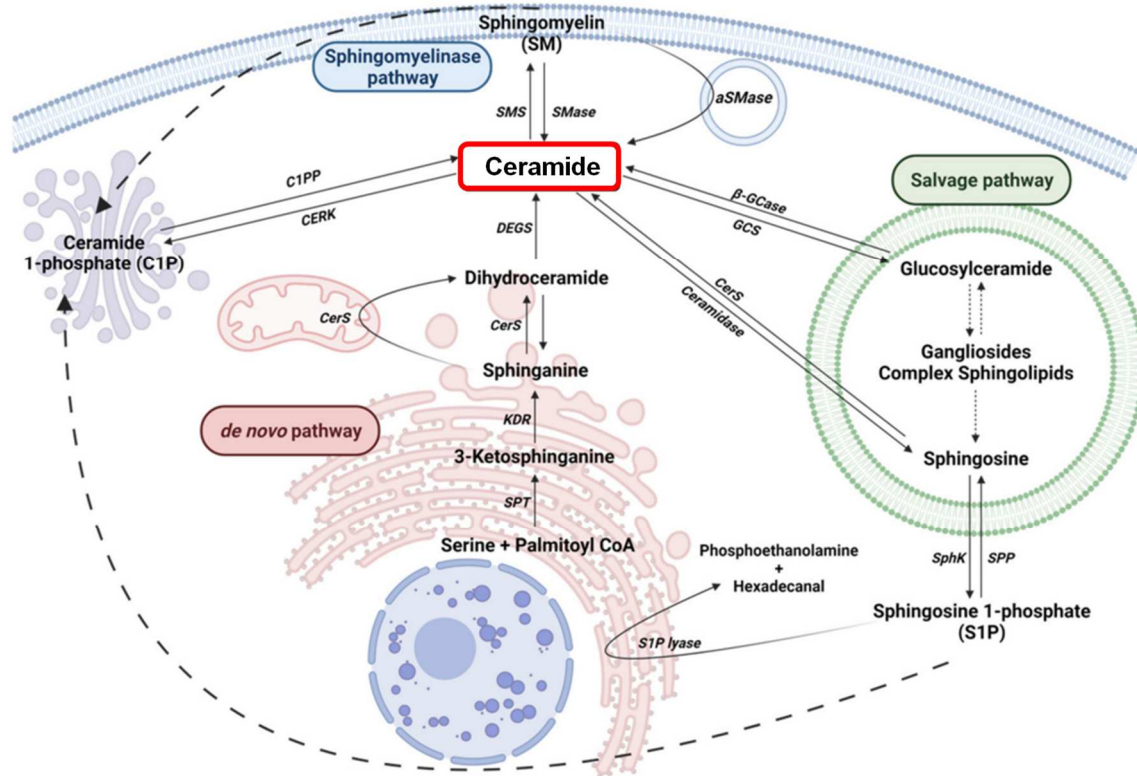 Sphingomyelin
(SM)
Sphingomyelinase
pathway
aSMase
SMS
SMase
Ceramide
Salvage pathway
C1PP
CERK
β-GCase
GCS
DEGS
Ceramide
1-phosphate (C1P)
Glucosylceramide
Dihydroceramide
CerS
Ceramidase
CerS
CerS
Gangliosides
Complex Sphingolipids
Sphinganine
de novo pathway
KDR
3-Ketosphinganine
Sphingosine
SPT
Serine + Palmitoyl CoA
Phosphoethanolamine
+
Hexadecanal
SphK
SPP
Sphingosine 1-phosphate
(S1P)
S1P lyase